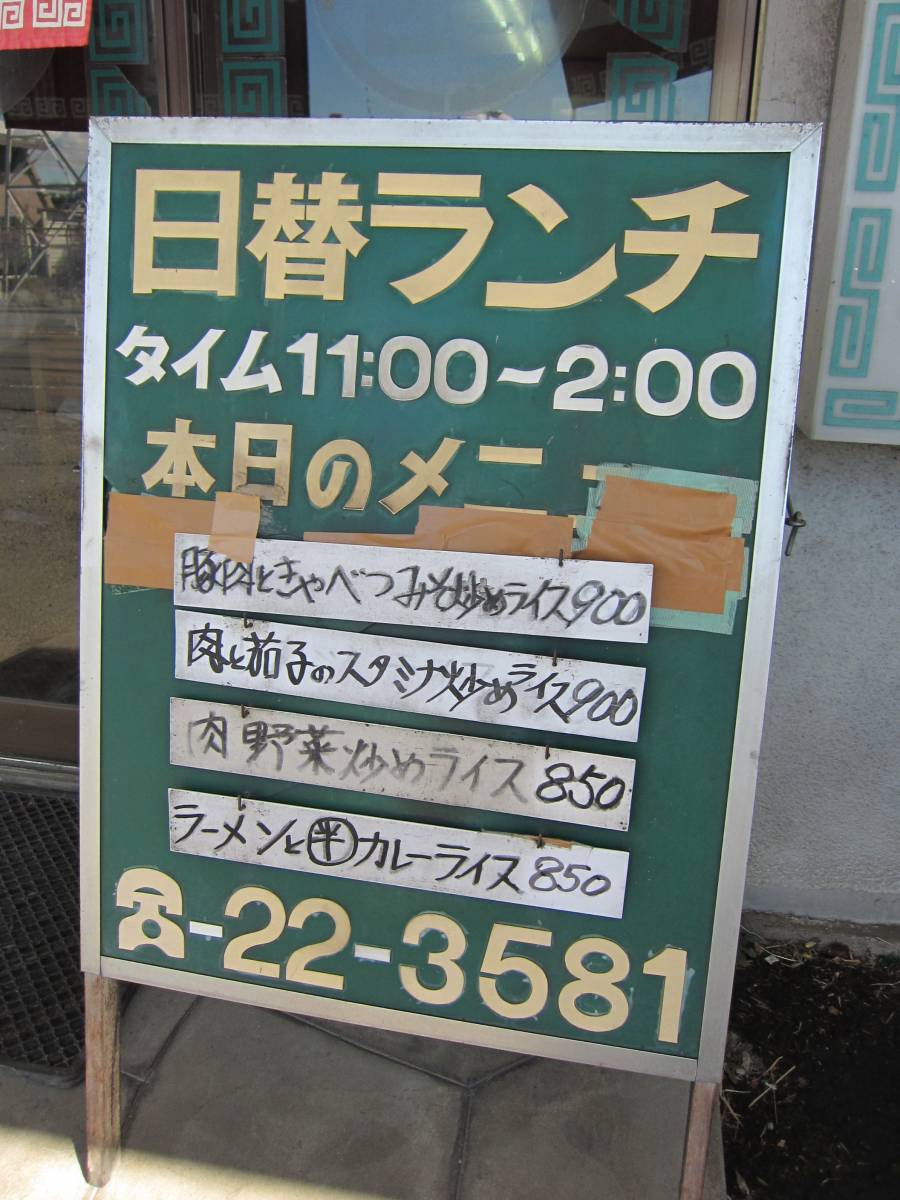 日替ランチ
タイム11:00～2:00
本日のメニ
豚肉ときゃべつみそ炒めライス900
肉と茄子のスタミナ炒めライス900
肉野菜炒めライス850
ラーメンと㊥カレーライス850
☎-22-3581